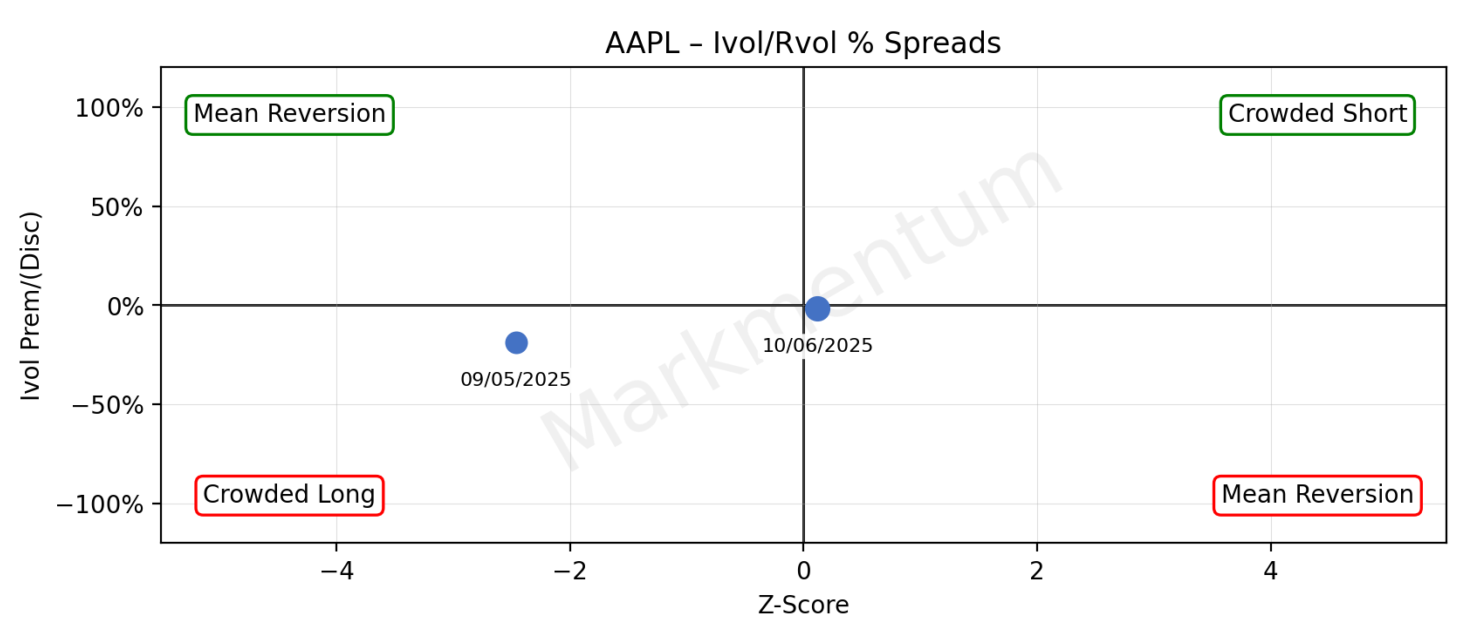 AAPL – Ivol/Rvol % Spreads
Ivol Prem/(Disc)
100%
50%
0%
−50%
−100%
Mean Reversion
Crowded Short
Markmentum
09/05/2025
10/06/2025
Crowded Long
Mean Reversion
−4
−2
0
2
4
Z-Score